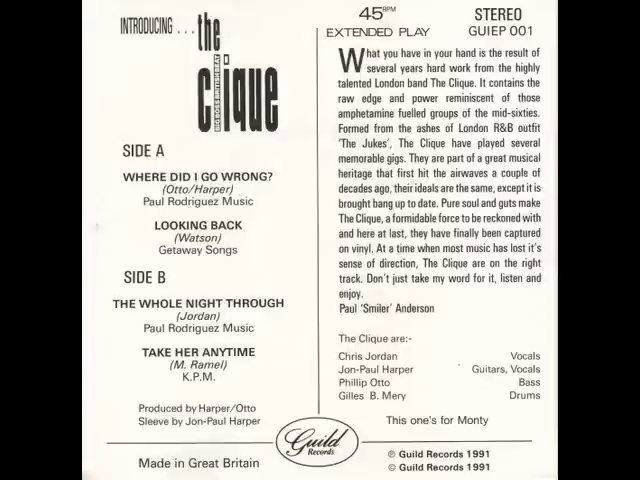 INTRODUCING ... the
clique
BIG BOSS BRITISH BEAT
SIDE A
WHERE DID I GO WRONG?
(Otto/Harper)
Paul Rodriguez Music
LOOKING BACK
(Watson)
Getaway Songs
SIDE B
THE WHOLE NIGHT THROUGH
(Jordan)
Paul Rodriguez Music
TAKE HER ANYTIME
(M. Ramel)
K.P.M.
Produced by Harper/Otto
Sleeve by Jon-Paul Harper
Made in Great Britain
45RPM
EXTENDED PLAY
STEREO
GUIEP 001
What you have in your hand is the result of
several years hard work from the highly
talented London band The Clique. It contains the
raw edge and power reminiscent of those
amphetamine fuelled groups of the mid-sixties.
Formed from the ashes of London R&B outfit
'The Jukes', The Clique have played several
memorable gigs. They are part of a great musical
heritage that first hit the airwaves a couple of
decades ago, their ideals are the same, except it is
brought bang up to date. Pure soul and guts make
The Clique, a formidable force to be reckoned with
and here at last, they have finally been captured
on vinyl. At a time when most music has lost it's
sense of direction, The Clique are on the right
track. Don't just take my word for it, listen and
enjoy.
Paul 'Smiler' Anderson
The Clique are:-
Chris Jordan Vocals
Jon-Paul Harper Guitars, Vocals
Phillip Otto Bass
Gilles B. Mery Drums
This one's for Monty
Guild
Records
℗ Guild Records 1991
© Guild Records 1991